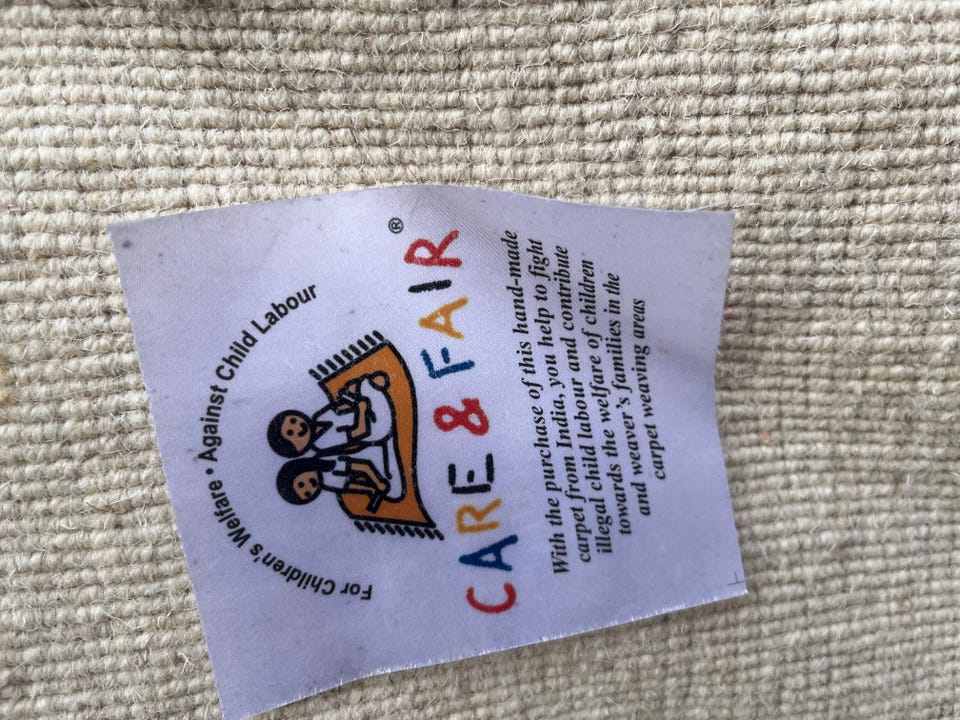 For Children's Welfare • Against Child Labour
CARE & FAIR ®
With the purchase of this hand-made
carpet from India, you help to fight
illegal child labour and contribute
towards the welfare of children
and weaver's families in the
carpet weaving areas